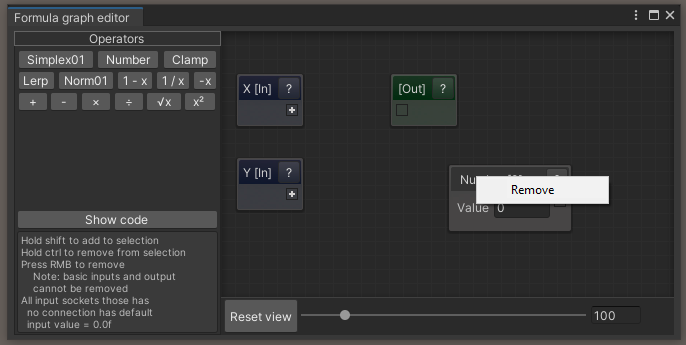 Formula graph editor
Operators
Simplex01 Number Clamp
Lerp Norm01 1 - x 1 / x -x
+ - × ÷ √x x²
Show code
Hold shift to add to selection
Hold ctrl to remove from selection
Press RMB to remove
Note: basic inputs and output
cannot be removed
All input sockets those has
no connection has default
input value = 0.0f
X [In] ?
[Out] ?
Y [In] ?
Remove
Value 0
Reset view
100